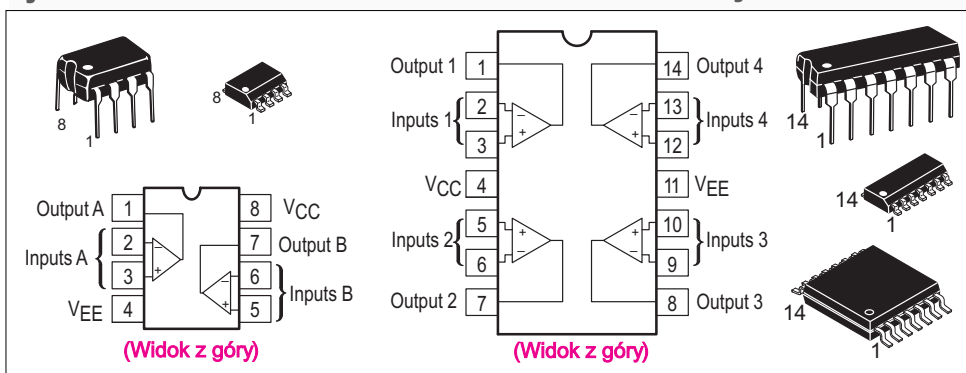 8
1
8
1
Output A 1
8 VCC
2
7 Output B
Inputs A
3
6
Inputs B
VEE 4
5
(Widok z góry)
Output 1 1
14 Output 4
2
13
Inputs 1
Inputs 4
3
12
VCC 4
11 VEE
5
10
Inputs 2
Inputs 3
6
9
Output 2 7
8 Output 3
(Widok z góry)
14
1
14
1
14
1